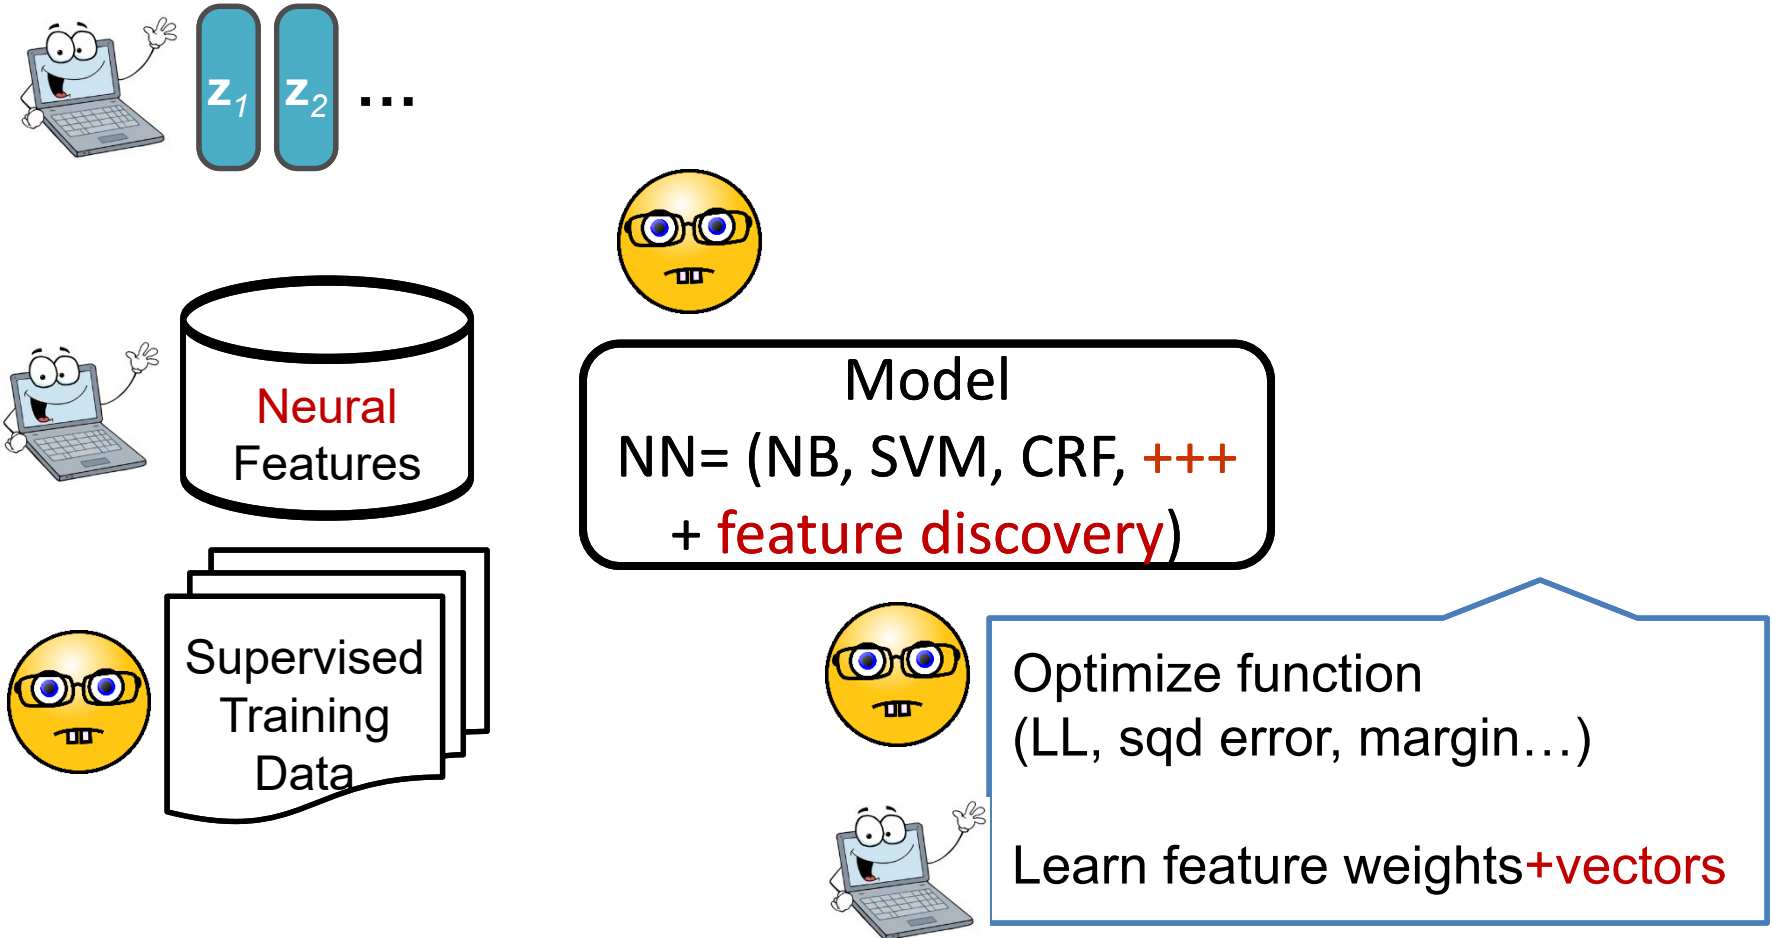 z1 z2 ...
Neural
Features
Model
NN= (NB, SVM, CRF, +++
+ feature discovery)
Supervised
Training
Data
Optimize function
(LL, sqd error, margin…)
Learn feature weights+vectors